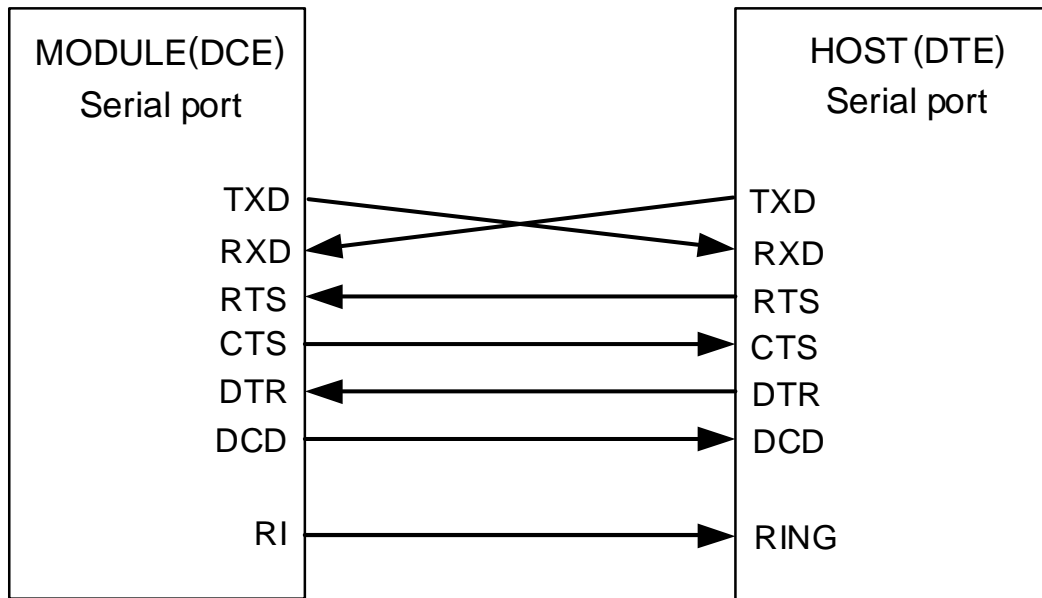 MODULE(DCE)
Serial port
TXD
RXD
RTS
CTS
DTR
DCD
RI
HOST(DTE)
Serial port
TXD
RXD
RTS
CTS
DTR
DCD
RING